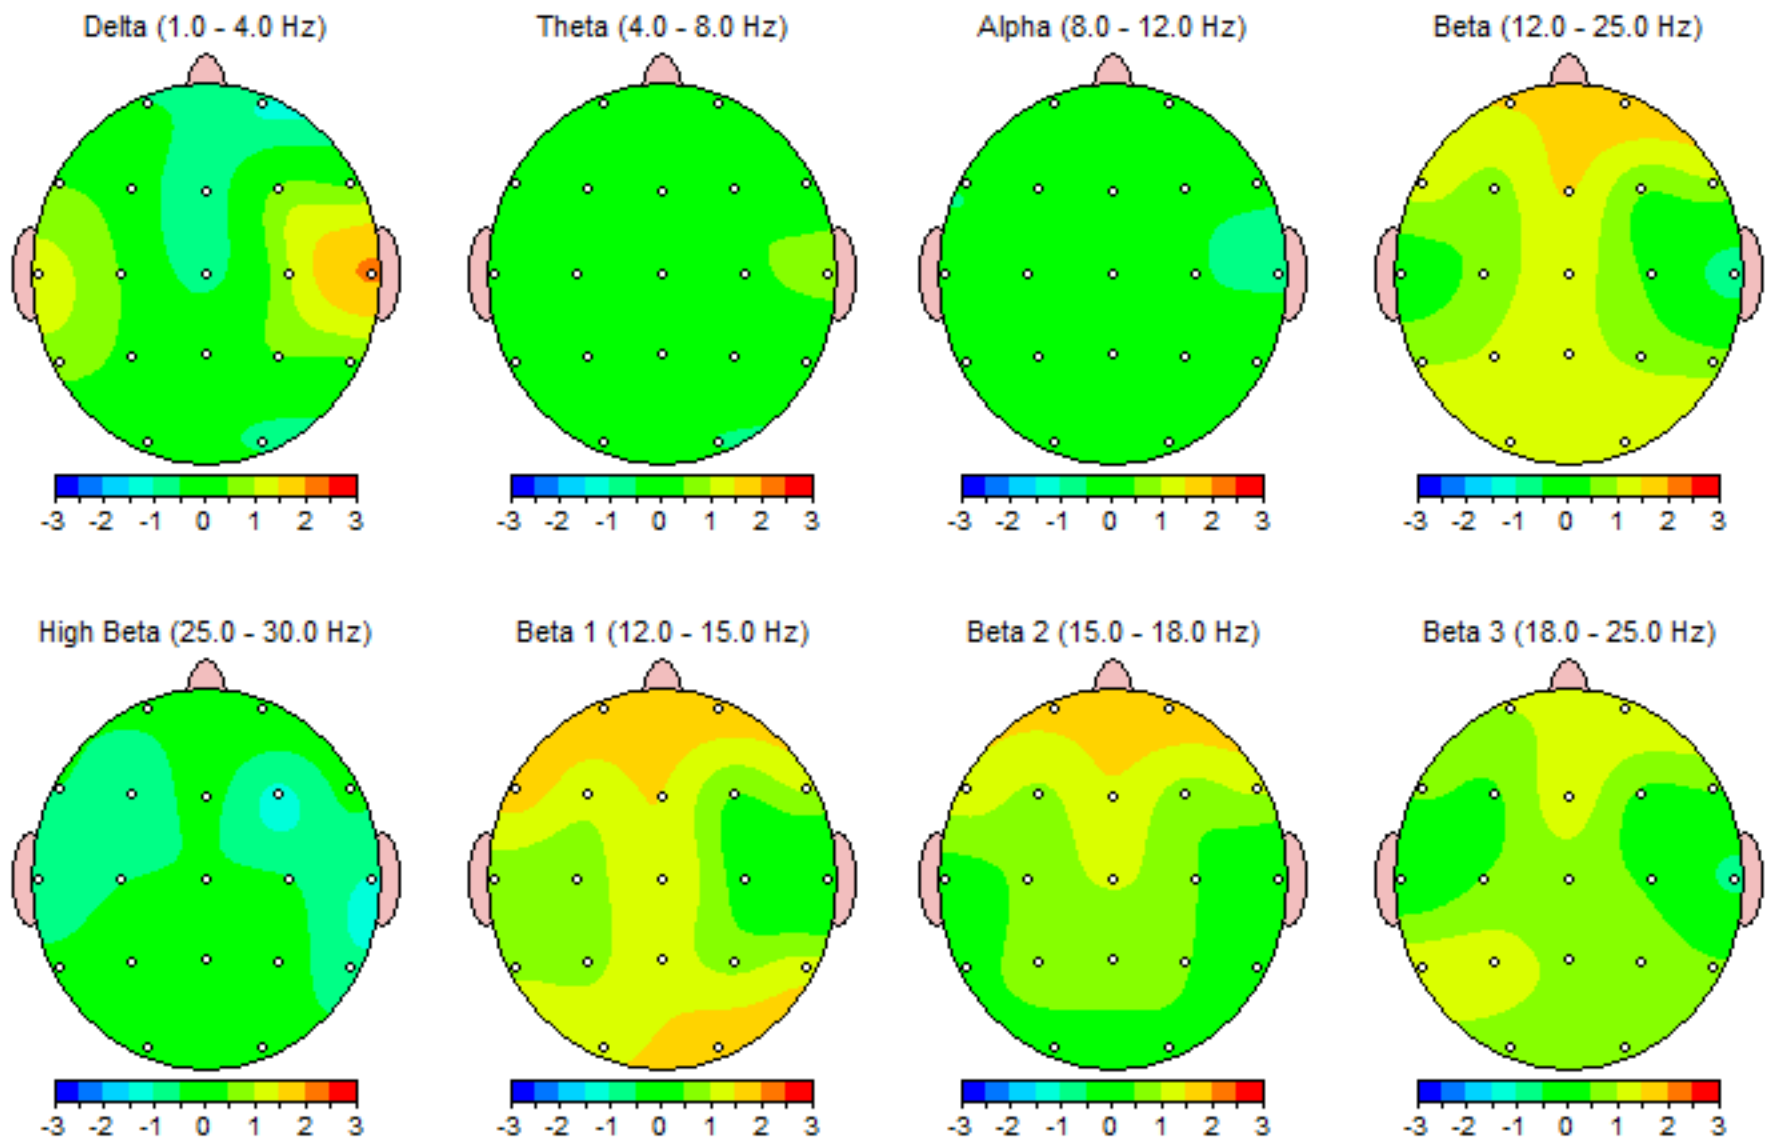 Delta (1.0 - 4.0 Hz)
Theta (4.0 - 8.0 Hz)
Alpha (8.0 - 12.0 Hz)
Beta (12.0 - 25.0 Hz)
-3 -2 -1 0 1 2 3
-3 -2 -1 0 1 2 3
-3 -2 -1 0 1 2 3
-3 -2 -1 0 1 2 3
High Beta (25.0 - 30.0 Hz)
Beta 1 (12.0 - 15.0 Hz)
Beta 2 (15.0 - 18.0 Hz)
Beta 3 (18.0 - 25.0 Hz)
-3 -2 -1 0 1 2 3
-3 -2 -1 0 1 2 3
-3 -2 -1 0 1 2 3
-3 -2 -1 0 1 2 3